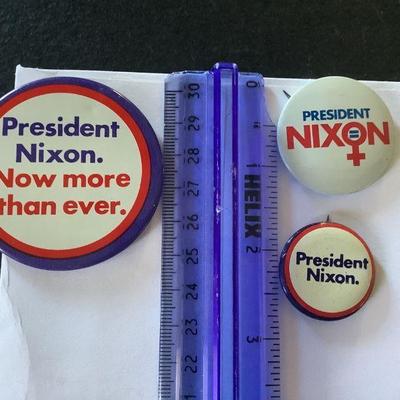 President
Nixon.
Now more
than ever.
30
29
28
27
26
25
24
23
22
0
1
2
3
HELIX
PRESIDENT
NIXON
=
President
Nixon.